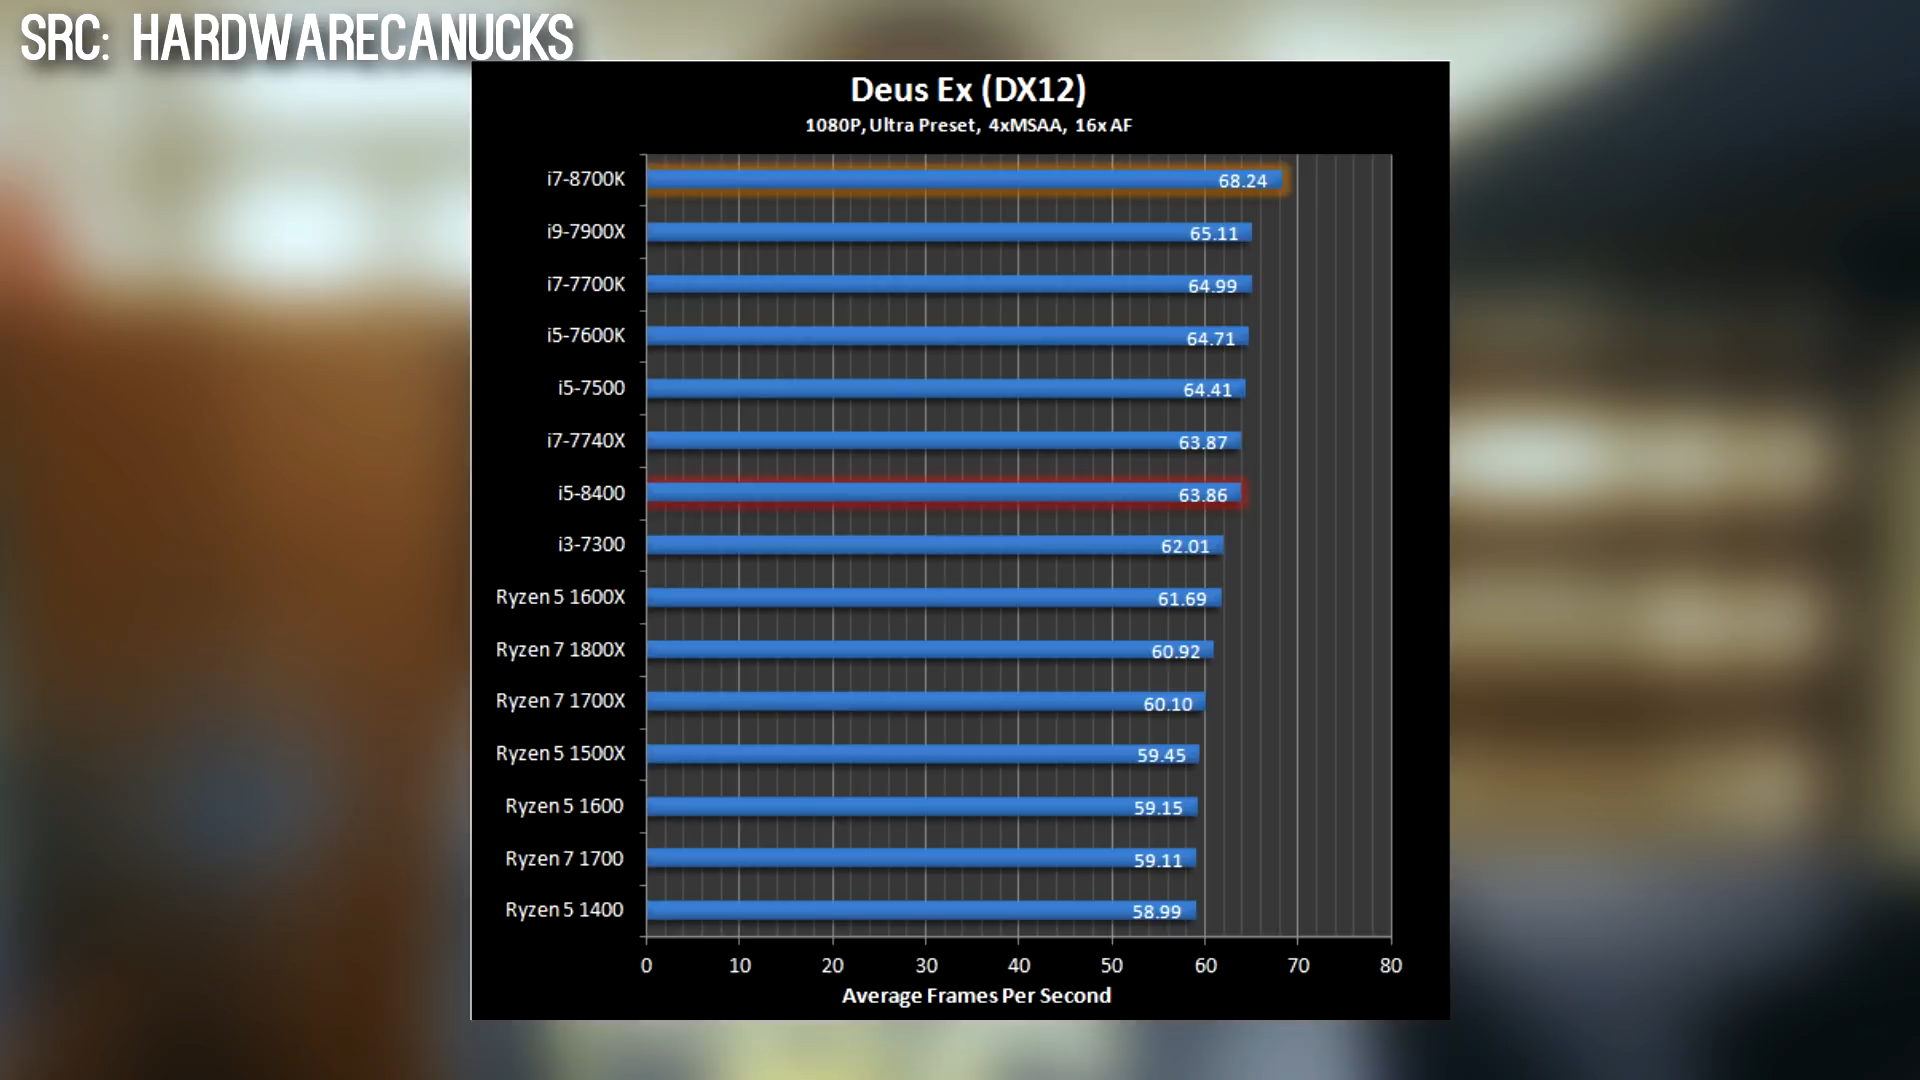 SRC: HARDWARECANUCKS
Deus Ex (DX12)
1080P, Ultra Preset, 4xMSAA, 16x AF
i7-8700K 68.24
i9-7900X 65.11
i7-7700K 64.99
i5-7600K 64.71
i5-7500 64.41
i7-7740X 63.87
i5-8400 63.86
i3-7300 62.01
Ryzen 5 1600X 61.69
Ryzen 7 1800X 60.92
Ryzen 7 1700X 60.10
Ryzen 5 1500X 59.45
Ryzen 5 1600 59.15
Ryzen 7 1700 59.11
Ryzen 5 1400 58.99
0 10 20 30 40 50 60 70 80
Average Frames Per Second